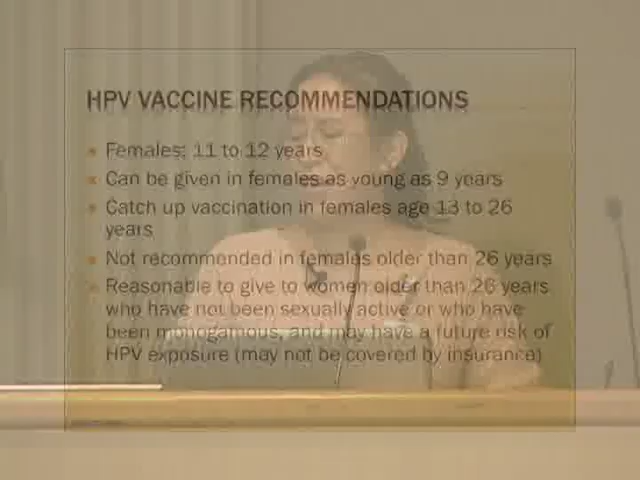 HPV VACCINE RECOMMENDATIONS
Females: 11 to 12 years
Can be given in females as young as 9 years
Catch up vaccination in females age 13 to 26
years
Not recommended in females older than 26 years
Reasonable to give to women older than 26 years
who have not been sexually active or who have
been monogamous, and may have a future risk of
HPV exposure (may not be covered by insurance)